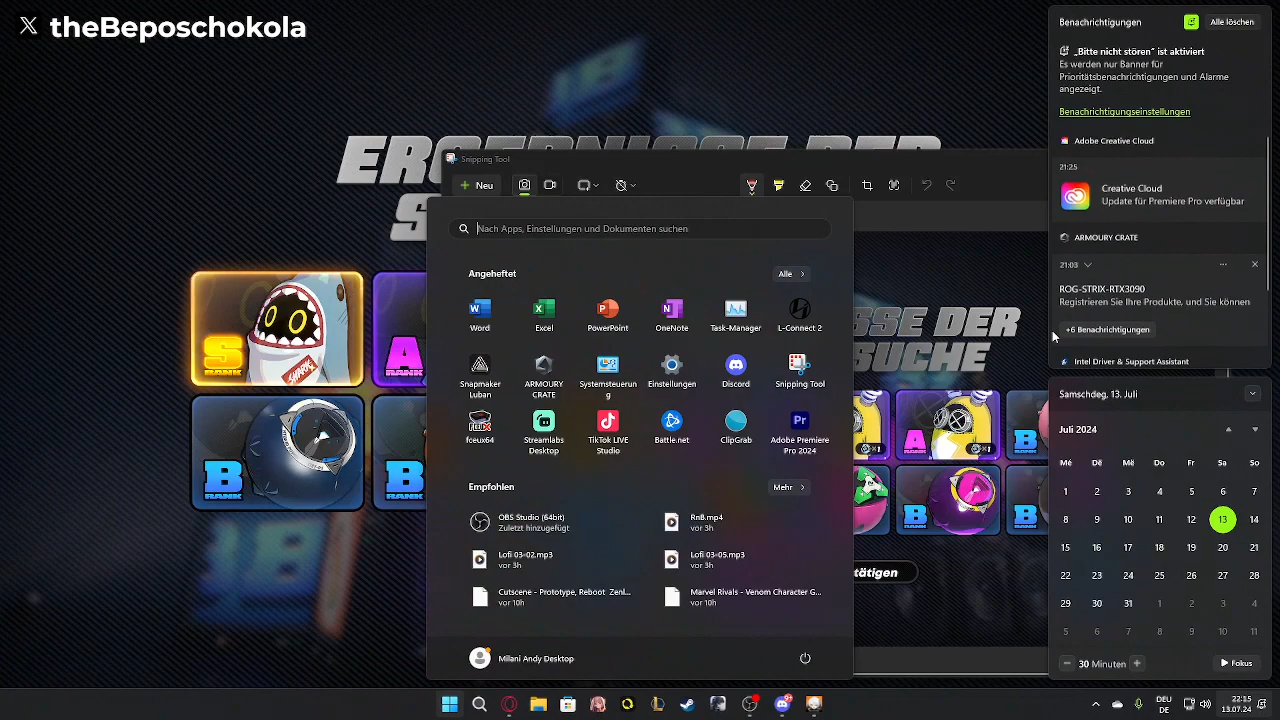 theBeposchokola
ERGEBNISSE DER
S
S
RANK
SHARK
A
RANK
B
RANK
B
RANK
Snipping Tool
Neu
Nach Apps, Einstellungen und Dokumenten suchen
Angeheftet
Alle
Word
Excel
PowerPoint
OneNote
Task-Manager
L-Connect 2
Snapmaker Luban
ARMOURY CRATE
Systemsteuerun
g
Einstellungen
Discord
Snipping Tool
fceux64
Streamlabs Desktop
TikTok LIVE Studio
Battle.net
ClipGrab
Adobe Premiere Pro 2024
Empfohlen
Mehr
OBS Studio (64bit)
Zuletzt hinzugefügt
RnB.mp4
vor 3h
Lofi 03-02.mp3
vor 3h
Lofi 03-05.mp3
vor 3h
Cutscene - Prototype, Reboot Zenl...
vor 10h
Marvel Rivals - Venom Character G...
vor 10h
Milani Andy Desktop
SSE DER
SUCHE
A
RANK
×1
B
B
RANK
B
tätigen
Benachrichtigungen
Alle löschen
„Bitte nicht stören“ ist aktiviert
Es werden nur Banner für
Prioritätsbenachrichtigungen und Alarme
angezeigt.
Benachrichtigungseinstellungen
Adobe Creative Cloud
21:25
Creative Cloud
Update für Premiere Pro verfügbar
ARMOURY CRATE
21:03
ROG-STRIX-RTX3090
Registrieren Sie Ihre Produkte, und Sie können
+6 Benachrichtigungen
Intel Driver & Support Assistant
Samschdeg, 13. Juli
Juli 2024
Mé Dë Më Do Fr Sa So
1 2 3 4 5 6 7
8 9 10 11 12 13 14
15 16 17 18 19 20 21
22 23 24 25 26 27 28
29 30 31 1 2 3 4
5 6 7 8 9 10 11
30 Minuten
Fokus
9+
DEU
DE
22:15
13.07.24